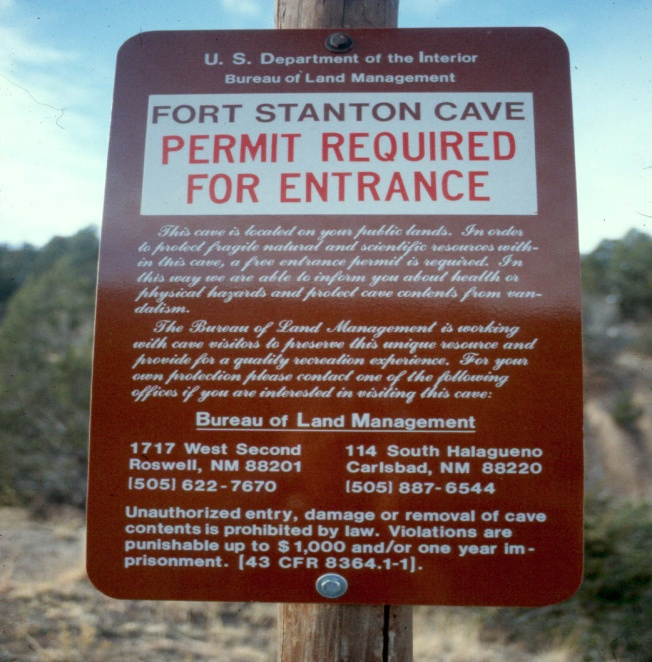 U. S. Department of the Interior
Bureau of Land Management
FORT STANTON CAVE
PERMIT REQUIRED
FOR ENTRANCE
This cave is located on your public lands. In order
to protect fragile natural and scientific resources with-
in this cave, a free entrance permit is required. In
this way we are able to inform you about health or
physical hazards and protect cave contents from van-
dalism.
The Bureau of Land Management is working
with cave visitors to preserve this unique resource and
provide for a quality recreation experience. For your
own protection please contact one of the following
offices if you are interested in visiting this cave:
Bureau of Land Management
1717 West Second
Roswell, NM 88201
(505) 622-7670
114 South Halagueno
Carlsbad, NM 88220
(505) 887-6544
Unauthorized entry, damage or removal of cave
contents is prohibited by law. Violations are
punishable up to $1,000 and/or one year im-
prisonment. [43 CFR 8364.1-1].